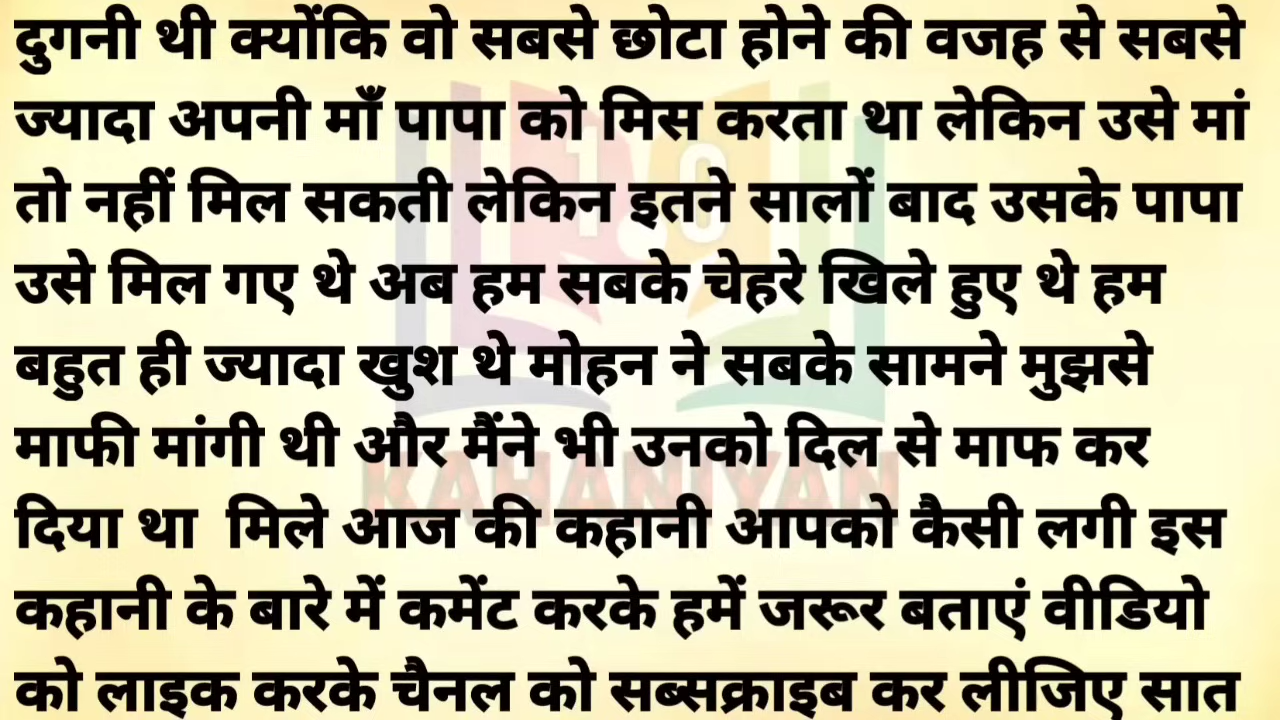 दुगनी थी क्योंकि वो सबसे छोटा होने की वजह से सबसे
ज्यादा अपनी माँ पापा को मिस करता था लेकिन उसे मां
तो नहीं मिल सकती लेकिन इतने सालों बाद उसके पापा
उसे मिल गए थे अब हम सबके चेहरे खिले हुए थे हम
बहुत ही ज्यादा खुश थे मोहन ने सबके सामने मुझसे
माफी मांगी थी और मैंने भी उनको दिल से माफ कर
KAHANIYAN
दिया था  मिले आज की कहानी आपको कैसी लगी इस
कहानी के बारे में कमेंट करके हमें जरूर बताएं वीडियो
को लाइक करके चैनल को सब्सक्राइब कर लीजिए सात